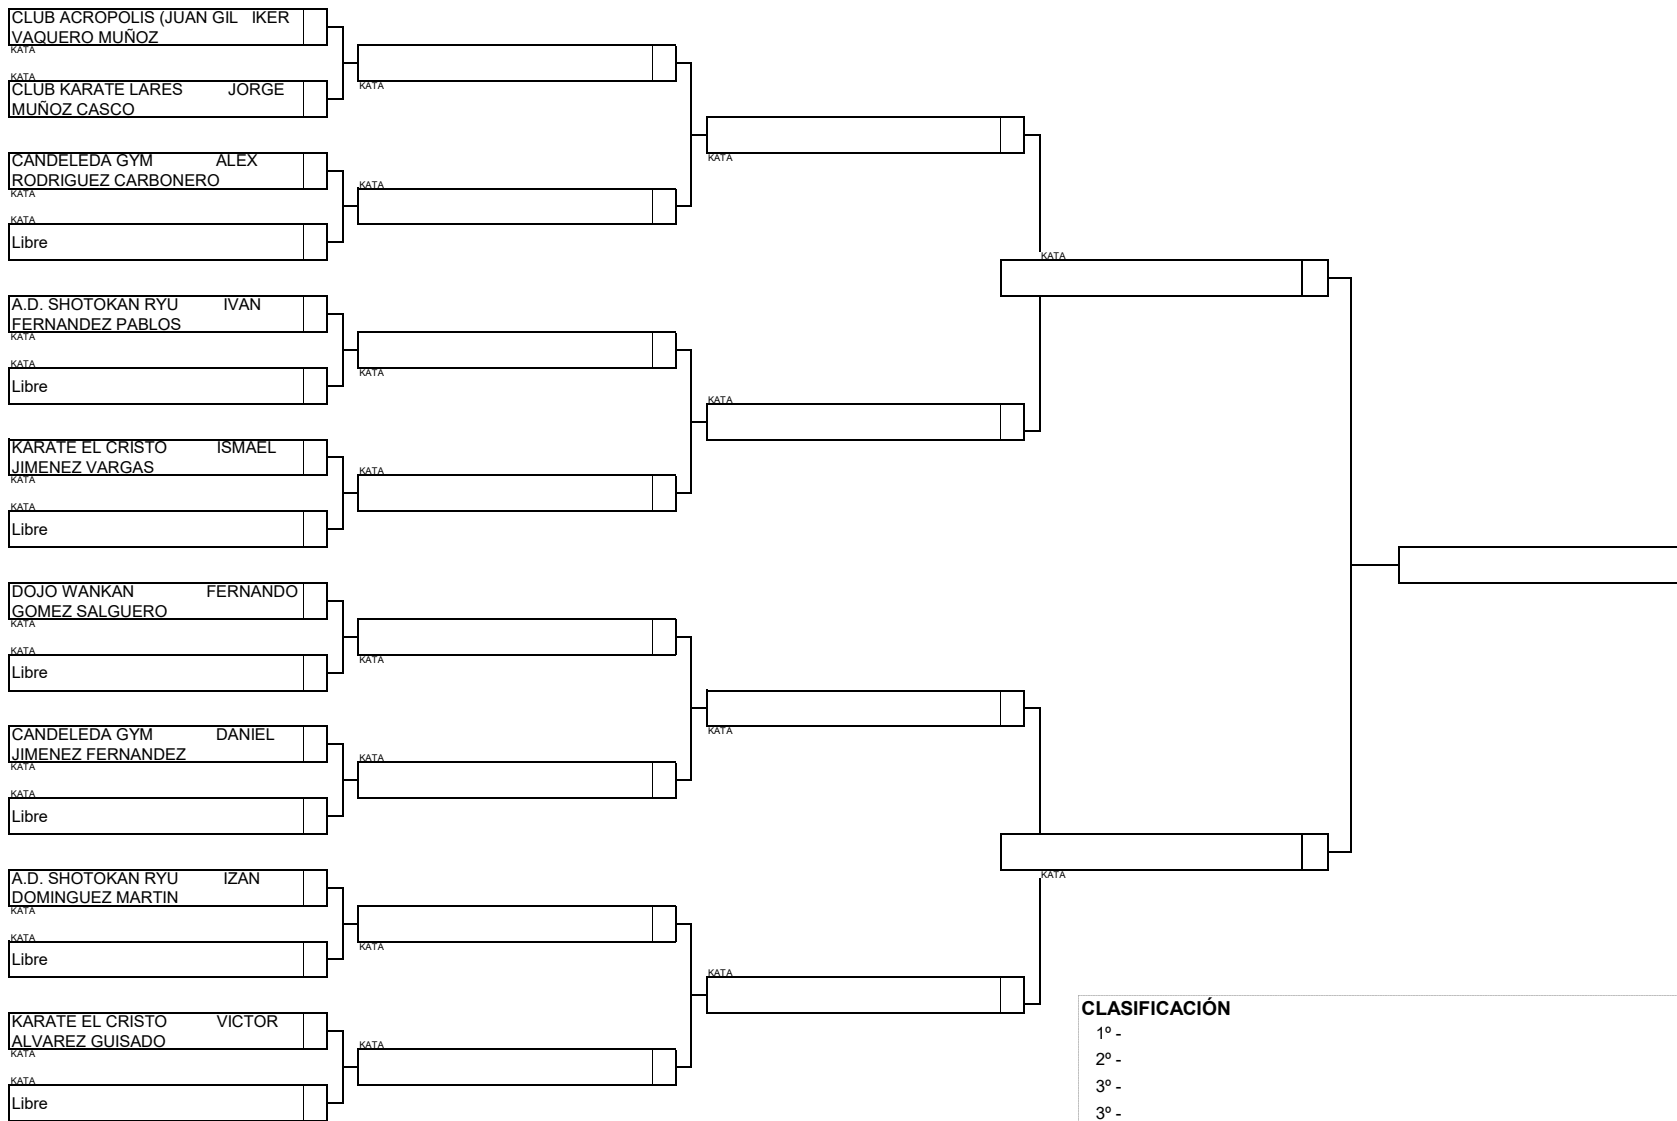 CLUB ACROPOLIS (JUAN GIL IKER
VAQUERO MUÑOZ
KATA
KATA
CLUB KARATE LARES JORGE
MUÑOZ CASCO
CANDELEDA GYM ALEX
RODRIGUEZ CARBONERO
KATA
KATA
Libre
A.D. SHOTOKAN RYU IVAN
FERNANDEZ PABLOS
KATA
KATA
Libre
KARATE EL CRISTO ISMAEL
JIMENEZ VARGAS
KATA
KATA
Libre
DOJO WANKAN FERNANDO
GOMEZ SALGUERO
KATA
KATA
Libre
CANDELEDA GYM DANIEL
JIMENEZ FERNANDEZ
KATA
KATA
Libre
A.D. SHOTOKAN RYU IZAN
DOMINGUEZ MARTIN
KATA
KATA
Libre
KARATE EL CRISTO VICTOR
ALVAREZ GUISADO
KATA
KATA
Libre
KATA
KATA
KATA
KATA
KATA
KATA
KATA
KATA
KATA
KATA
KATA
KATA
KATA
KATA
CLASIFICACIÓN
1º -
2º -
3º -
3º -